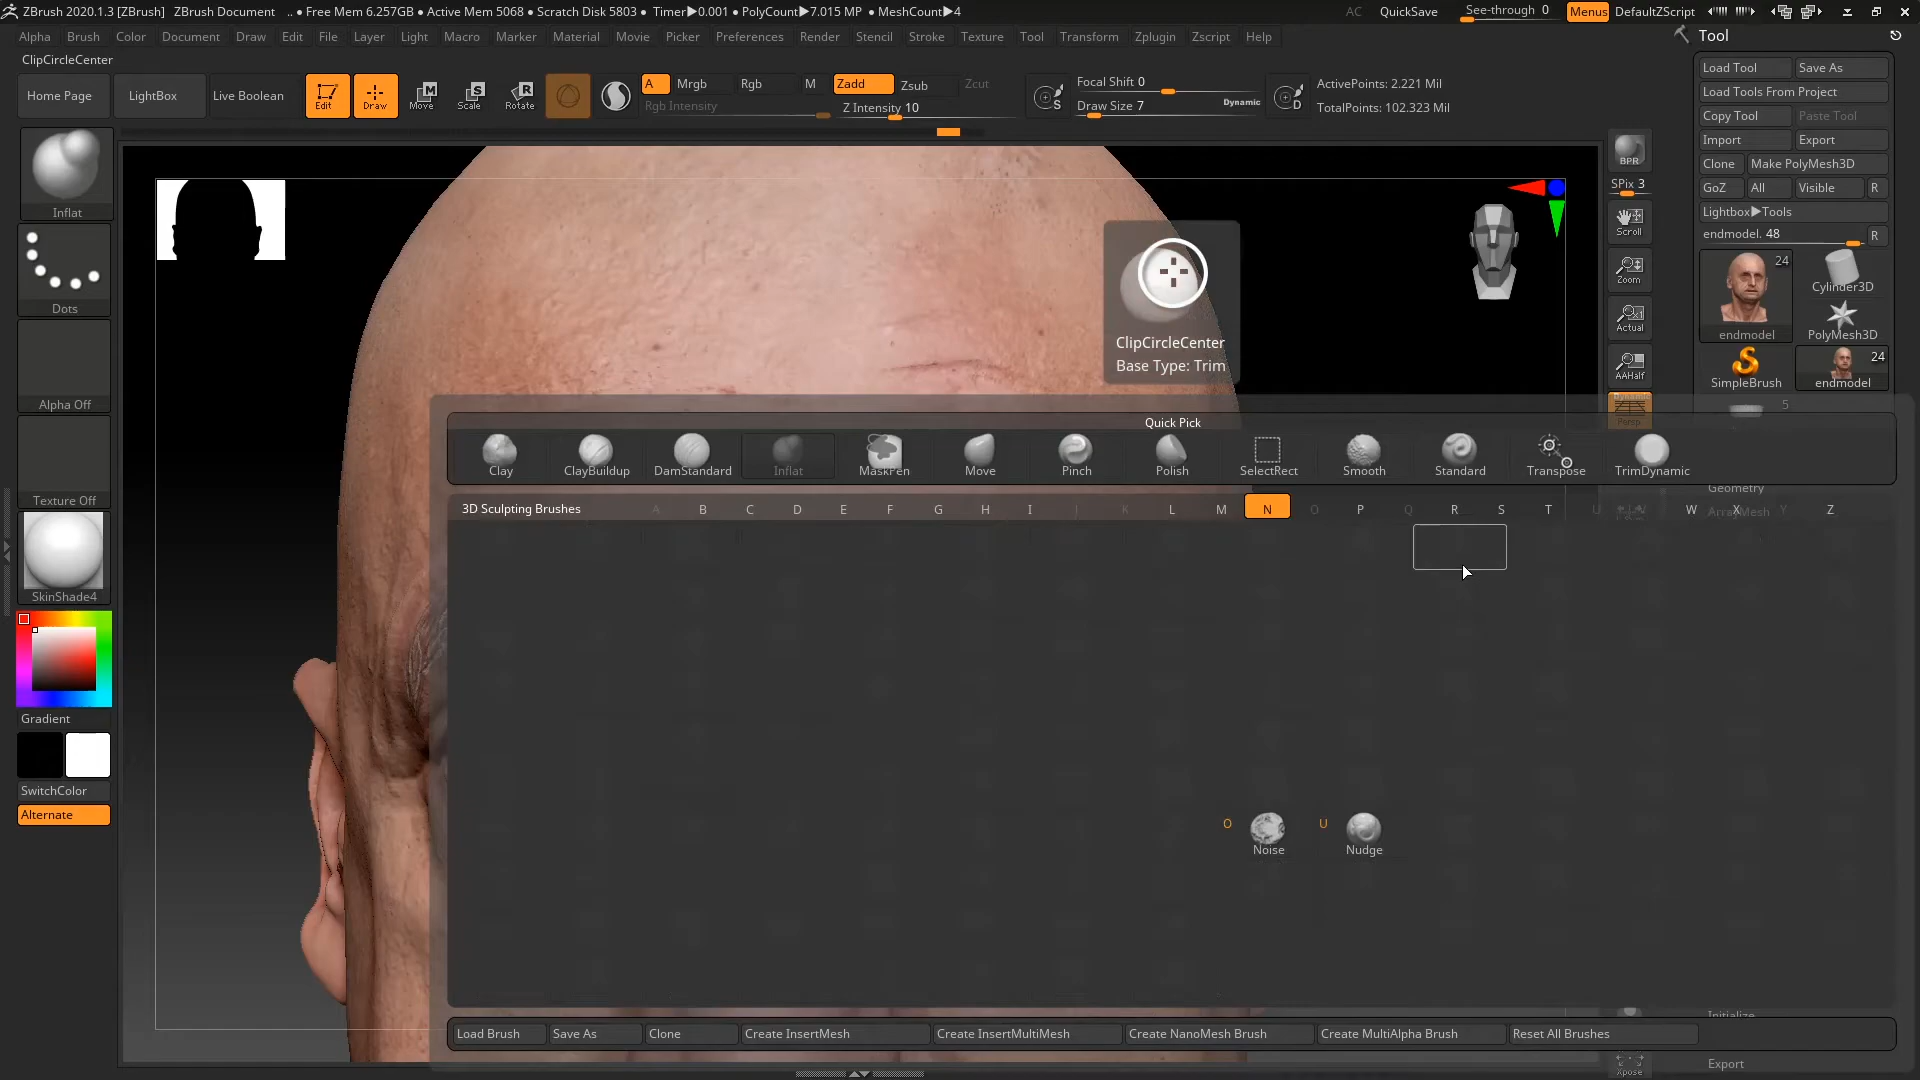 ZBrush 2020.1.3 [ZBrush] ZBrush Document .. • Free Mem 6.257GB • Active Mem 5068 • Scratch Disk 5803 • Timer▶0.001 • PolyCount▶7.015 MP • MeshCount▶4 AC QuickSave See-through 0 Menus DefaultZScript
Alpha Brush Color Document Draw Edit File Layer Light Macro Marker Material Movie Picker Preferences Render Stencil Stroke Texture Tool Transform Zplugin Zscript Help
Tool
ClipCircleCenter
Home Page LightBox Live Boolean Edit Draw Move Scale Rotate
A Mrgb Rgb M Zadd Zsub Zcut
Rgb Intensity Z Intensity 10
Focal Shift 0
Draw Size 7 Dynamic
S
D
ActivePoints: 2.221 Mil
TotalPoints: 102.323 Mil
Load Tool Save As
Load Tools From Project
Copy Tool Paste Tool
Import Export
Clone Make PolyMesh3D
GoZ All Visible R
Lightbox▶Tools
endmodel. 48 R
24
endmodel
Cylinder3D
PolyMesh3D
SimpleBrush
24
endmodel
5
Inflat
Dots
Alpha Off
Texture Off
SkinShade4
Gradient
SwitchColor
Alternate
BPR
SPix 3
Scroll
Zoom
Actual
AAHalf
Persp
ClipCircleCenter
Base Type: Trim
Quick Pick
Clay ClayBuildup DamStandard Inflat MaskPen Move Pinch Polish SelectRect Smooth Standard Transpose TrimDynamic
Geometry
ArrayMesh
3D Sculpting Brushes A B C D E F G H I J K L M N O P Q R S T U W X Y Z
O Noise U Nudge
Load Brush Save As Clone Create InsertMesh Create InsertMultiMesh Create NanoMesh Brush Create MultiAlpha Brush Reset All Brushes
Initialize
Export
Xpose